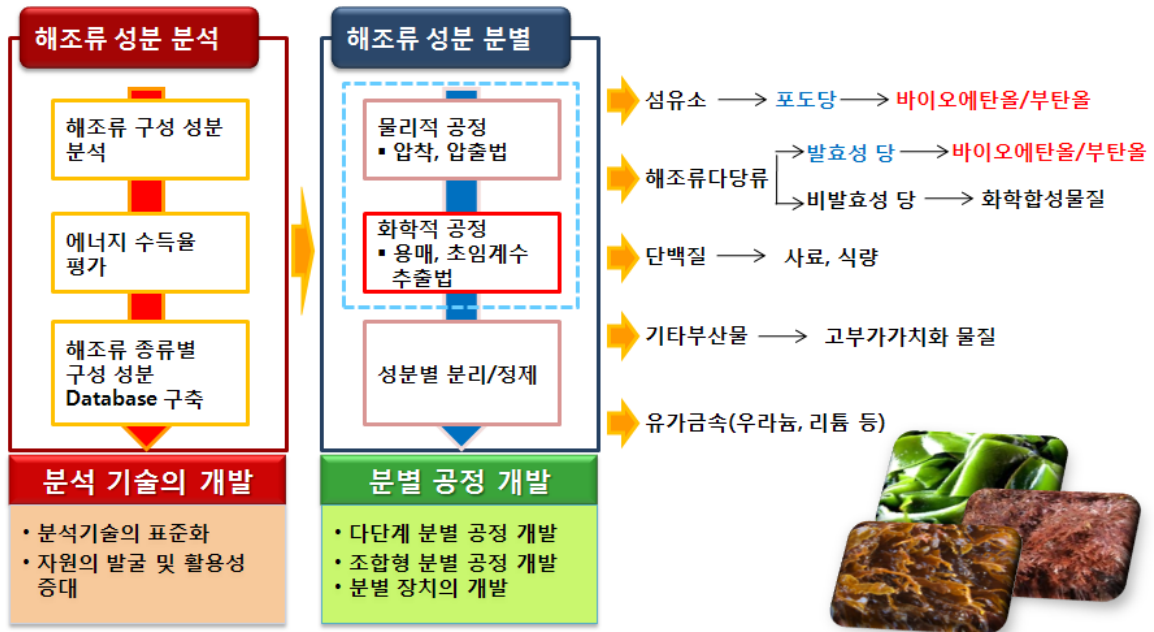 해조류 성분 분석
해조류 구성 성분
분석
에너지 수득율
평가
해조류 종류별
구성 성분
Database 구축
분석 기술의 개발
• 분석기술의 표준화
• 자원의 발굴 및 활용성
증대
해조류 성분 분별
물리적 공정
▪ 압착, 압출법
화학적 공정
▪ 용매, 초임계수
추출법
성분별 분리/정제
분별 공정 개발
• 다단계 분별 공정 개발
• 조합형 분별 공정 개발
• 분별 장치의 개발
섬유소 → 포도당 → 바이오에탄올/부탄올
해조류다당류 → 발효성 당 → 바이오에탄올/부탄올
→ 비발효성 당 → 화학합성물질
단백질 → 사료, 식량
기타부산물 → 고부가가치화 물질
유가금속(우라늄, 리튬 등)